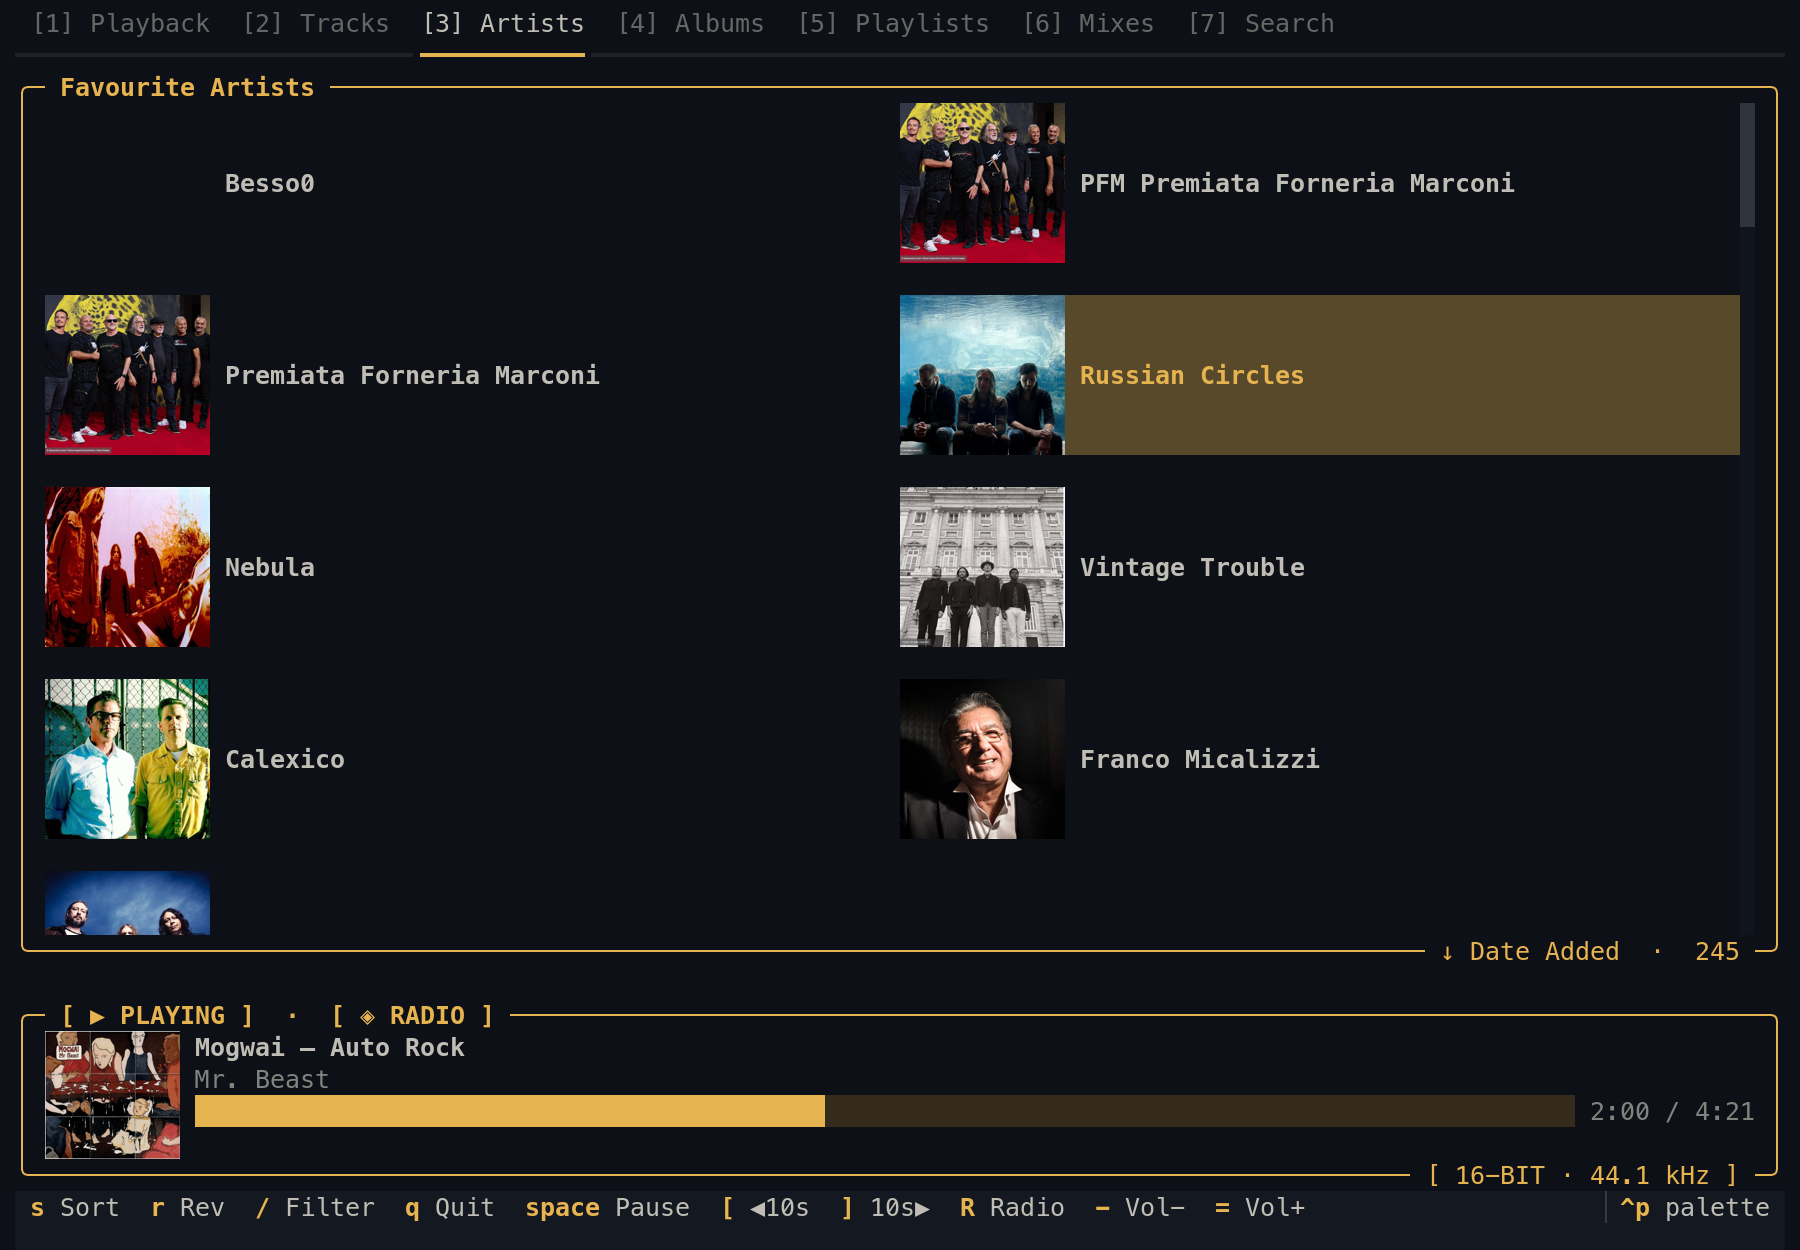 [1] Playback [2] Tracks [3] Artists [4] Albums [5] Playlists [6] Mixes [7] Search
Favourite Artists
Besso0
PFM Premiata Forneria Marconi
Premiata Forneria Marconi
Russian Circles
Nebula
Vintage Trouble
Calexico
Franco Micalizzi
↓ Date Added · 245
[ ▶ PLAYING ] · [ ◈ RADIO ]
MOGWAI
Mr Beast
Mogwai — Auto Rock
Mr. Beast
2:00 / 4:21
[ 16-BIT · 44.1 kHz ]
s Sort r Rev / Filter q Quit space Pause [ ◀10s ] 10s▶ R Radio - Vol- = Vol+ ^p palette